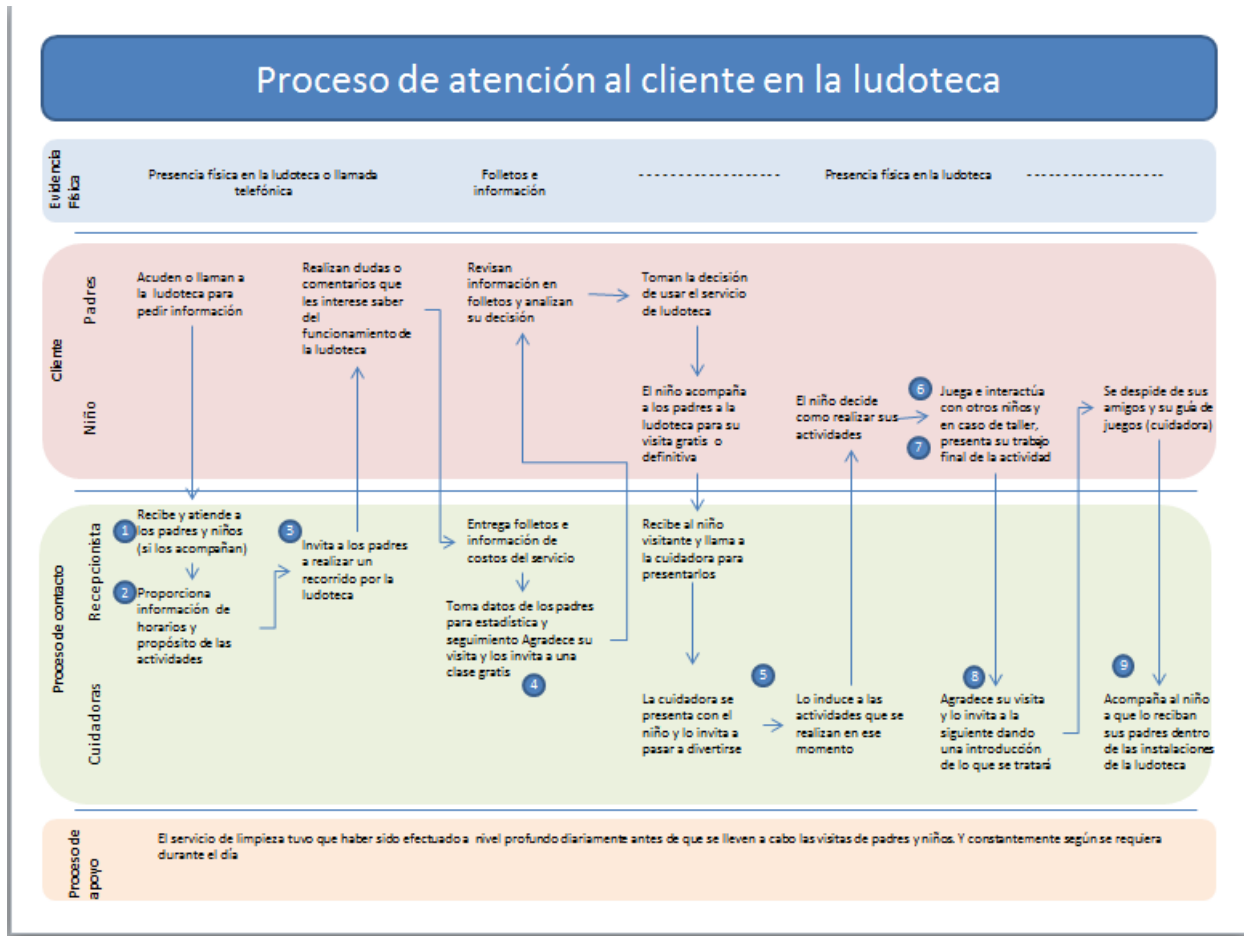 Proceso de atención al cliente en la ludoteca
Evidencia
Física
Presencia física en la ludoteca o llamada
telefónica
Folletos e
información
- - - - - - - - - - - - - - - - - - -
Presencia física en la ludoteca
- - - - - - - - - - - - - - - - - - -
Cliente
Padres
Acuden o llaman a
la ludoteca para
pedir información
Realizan dudas o
comentarios que
les interese saber
del
funcionamiento de
la ludoteca
Revisan
información en
folletos y analizan
su decisión
Toman la decisión
de usar el servicio
de ludoteca
Niño
El niño acompaña
a los padres a la
ludoteca para su
visita gratis o
definitiva
El niño decide
como realizar sus
actividades
6
7
Juega e interactúa
con otros niños y
en caso de taller,
presenta su trabajo
final de la actividad
Se despide de sus
amigos y su guía de
juegos (cuidadora)
Proceso de contacto
Recepcionista
1
Recibe y atiende a
los padres y niños
(si los acompañan)
2
Proporciona
información de
horarios y
propósito de las
actividades
3
Invita a los padres
a realizar un
recorrido por la
ludoteca
Entrega folletos e
información de
costos del servicio
Toma datos de los padres
para estadística y
seguimiento Agradece su
visita y los invita a una
clase gratis
4
Recibe al niño
visitante y llama a
la cuidadora para
presentarlos
Cuidadoras
La cuidadora se
presenta con el
niño y lo invita a
pasar a divertirse
5
Lo induce a las
actividades que se
realizan en ese
momento
8
Agradece su visita
y lo invita a la
siguiente dando
una introducción
de lo que se tratará
9
Acompaña al niño
a que lo reciban
sus padres dentro
de las instalaciones
de la ludoteca
Proceso de
apoyo
El servicio de limpieza tuvo que haber sido efectuado a nivel profundo diariamente antes de que se lleven a cabo las visitas de padres y niños. Y constantemente según se requiera
durante el día